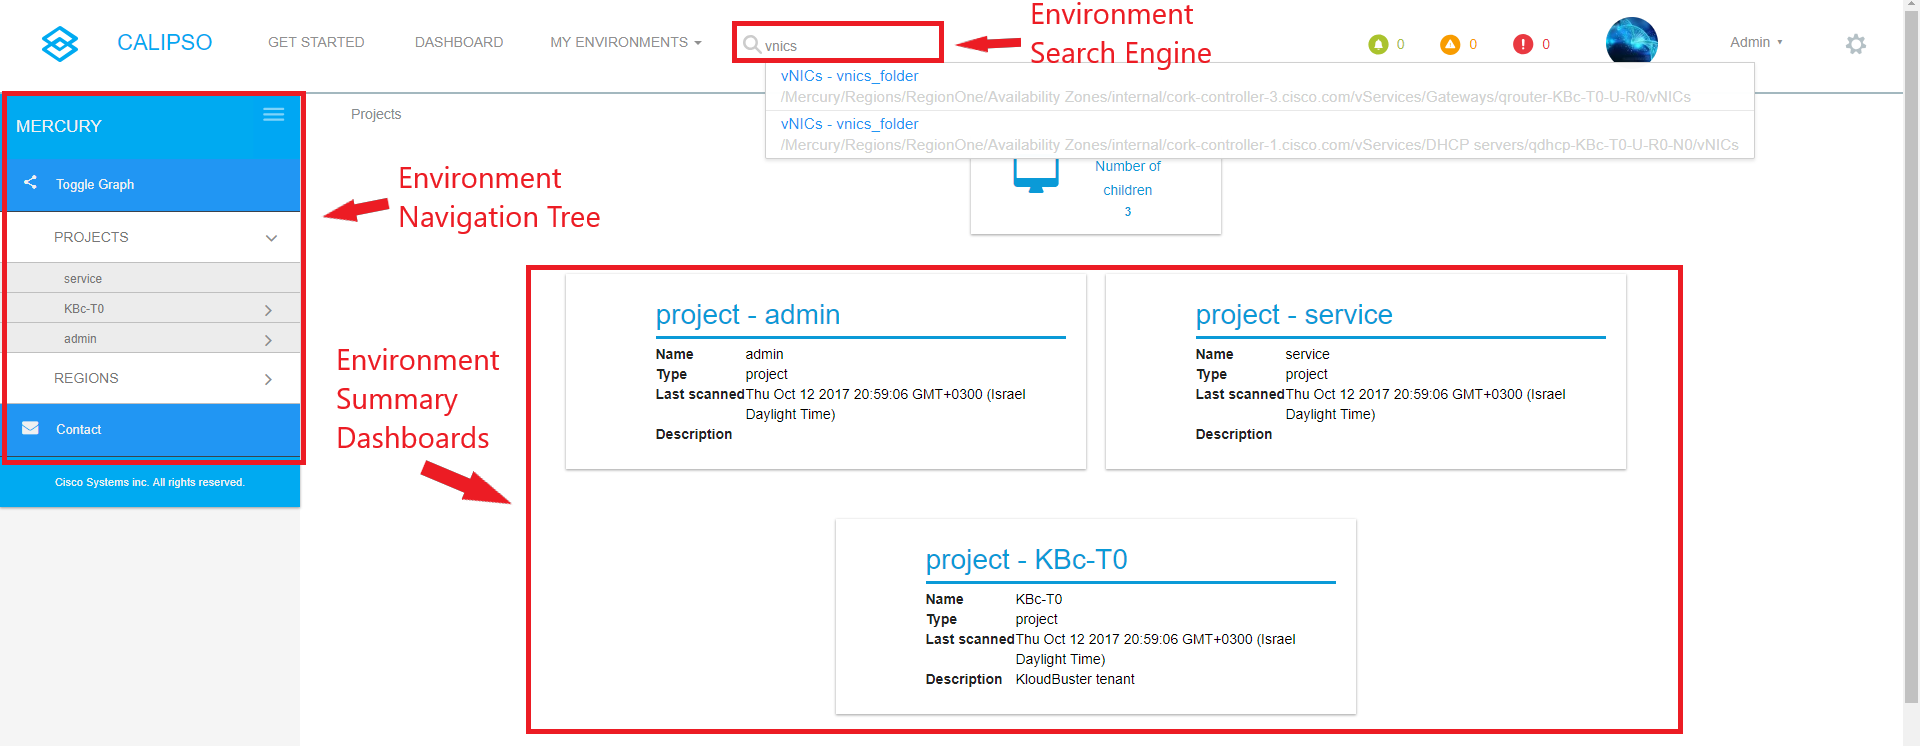 CALIPSO
GET STARTED
DASHBOARD
MY ENVIRONMENTS
vnics
Environment
Search Engine
0
0
0
Admin
vNICs - vnics_folder
/Mercury/Regions/RegionOne/Availability Zones/internal/cork-controller-3.cisco.com/vServices/Gateways/qrouter-KBc-T0-U-R0/vNICs
vNICs - vnics_folder
/Mercury/Regions/RegionOne/Availability Zones/internal/cork-controller-1.cisco.com/vServices/DHCP servers/qdhcp-KBc-T0-U-R0-N0/vNICs
MERCURY
Toggle Graph
PROJECTS
service
KBc-T0
admin
REGIONS
Contact
Cisco Systems inc. All rights reserved.
Projects
Environment
Navigation Tree
Number of
children
3
Environment
Summary
Dashboards
project - admin
Name admin
Type project
Last scanned Thu Oct 12 2017 20:59:06 GMT+0300 (Israel
Daylight Time)
Description
project - service
Name service
Type project
Last scanned Thu Oct 12 2017 20:59:06 GMT+0300 (Israel
Daylight Time)
Description
project - KBc-T0
Name KBc-T0
Type project
Last scanned Thu Oct 12 2017 20:59:06 GMT+0300 (Israel
Daylight Time)
Description KloudBuster tenant